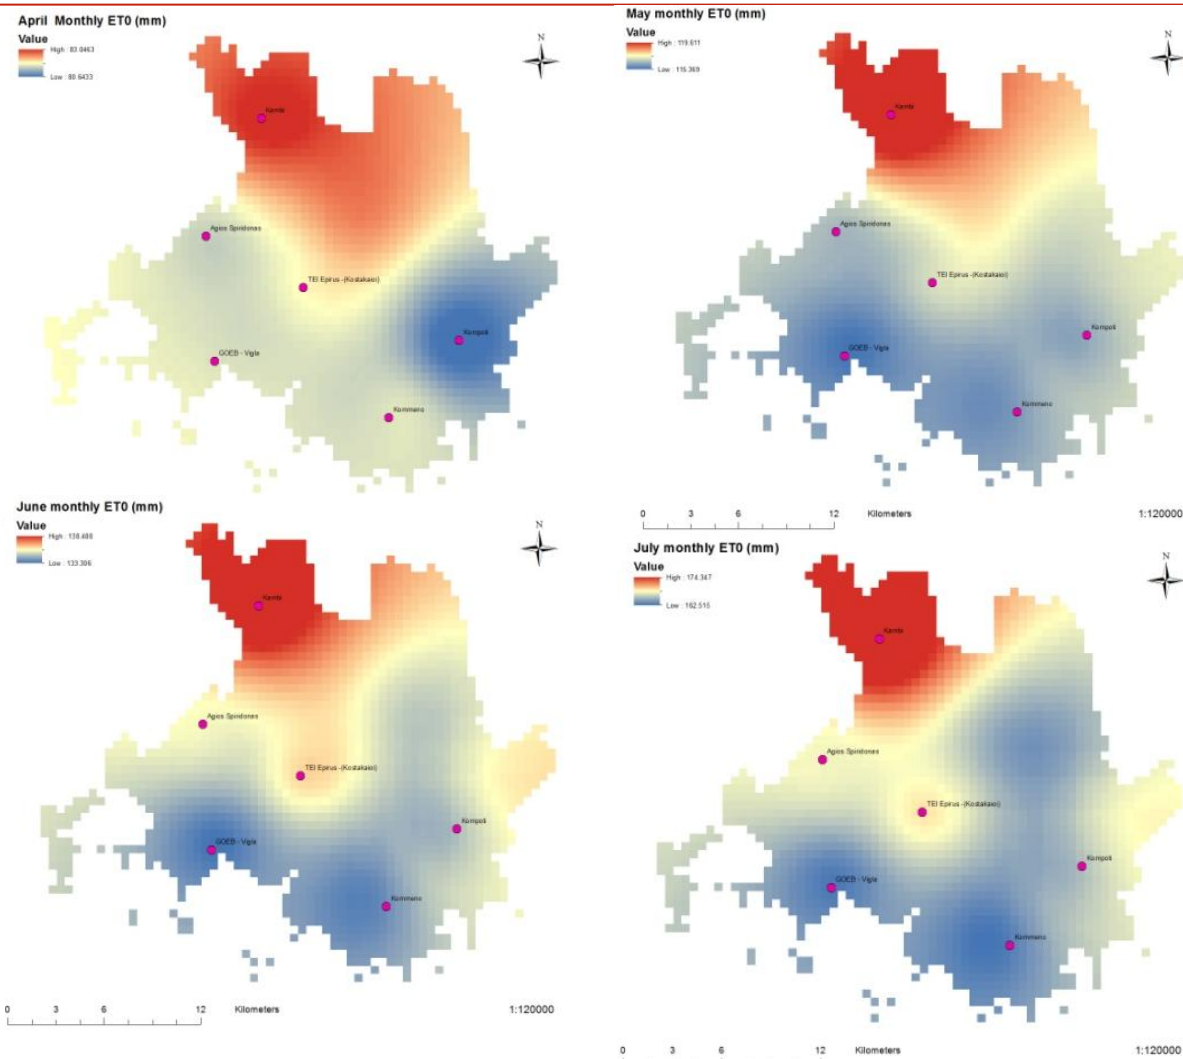 April Monthly ET0 (mm)
Value
High : 83.0463
Low : 80.6433
N
Kambi
Agios Spiridonas
TEI Epirus -(Kostakaioi)
Kompoti
GOEB - Vigla
Kommeno
May monthly ET0 (mm)
Value
High : 119.611
Low : 115.369
N
Kambi
Agios Spiridonas
TEI Epirus -(Kostakaioi)
Kompoti
GOEB - Vigla
Kommeno
0 3 6 12 Kilometers
1:120000
June monthly ET0 (mm)
Value
High : 138.486
Low : 133.396
N
Kambi
Agios Spiridonas
TEI Epirus -(Kostakaioi)
Kompoti
GOEB - Vigla
Kommeno
0 3 6 12 Kilometers
1:120000
July monthly ET0 (mm)
Value
High : 174.347
Low : 162.515
N
Kambi
Agios Spiridonas
TEI Epirus -(Kostakaioi)
Kompoti
GOEB - Vigla
Kommeno
0 3 6 12 Kilometers
1:120000